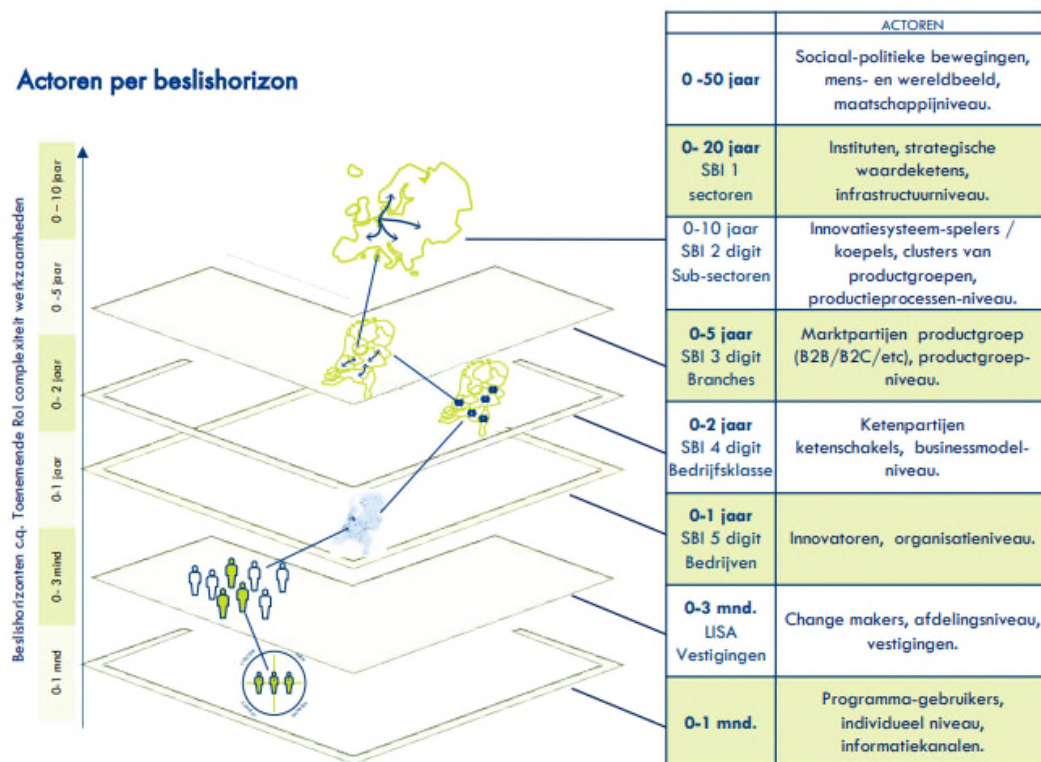 Actoren per beslishorizon
Beslishorizonten c.q. Toenemende RoI complexiteit werkzaamheden
0 – 10 jaar
0 -5 jaar
0- 2 jaar
0-1 jaar
0- 3 mind
0-1 mnd
ACTOREN
0 -50 jaar
Sociaal-politieke bewegingen,
mens- en wereldbeeld,
maatschappijniveau.
0- 20 jaar
SBI 1
sectoren
Instituten, strategische
waardeketens,
infrastructuurniveau.
0-10 jaar
SBI 2 digit
Sub-sectoren
Innovatiesysteem-spelers /
koepels, clusters van
productgroepen,
productieprocessen-niveau.
0-5 jaar
SBI 3 digit
Branches
Marktpartijen productgroep
(B2B/B2C/etc), productgroep-
niveau.
0-2 jaar
SBI 4 digit
Bedrijfsklasse
Ketenpartijen
ketenschakels, businessmodel-
niveau.
0-1 jaar
SBI 5 digit
Bedrijven
Innovatoren, organisatieniveau.
0-3 mnd.
LISA
Vestigingen
Change makers, afdelingsniveau,
vestigingen.
0-1 mnd.
Programma-gebruikers,
individueel niveau,
informatiekanalen.